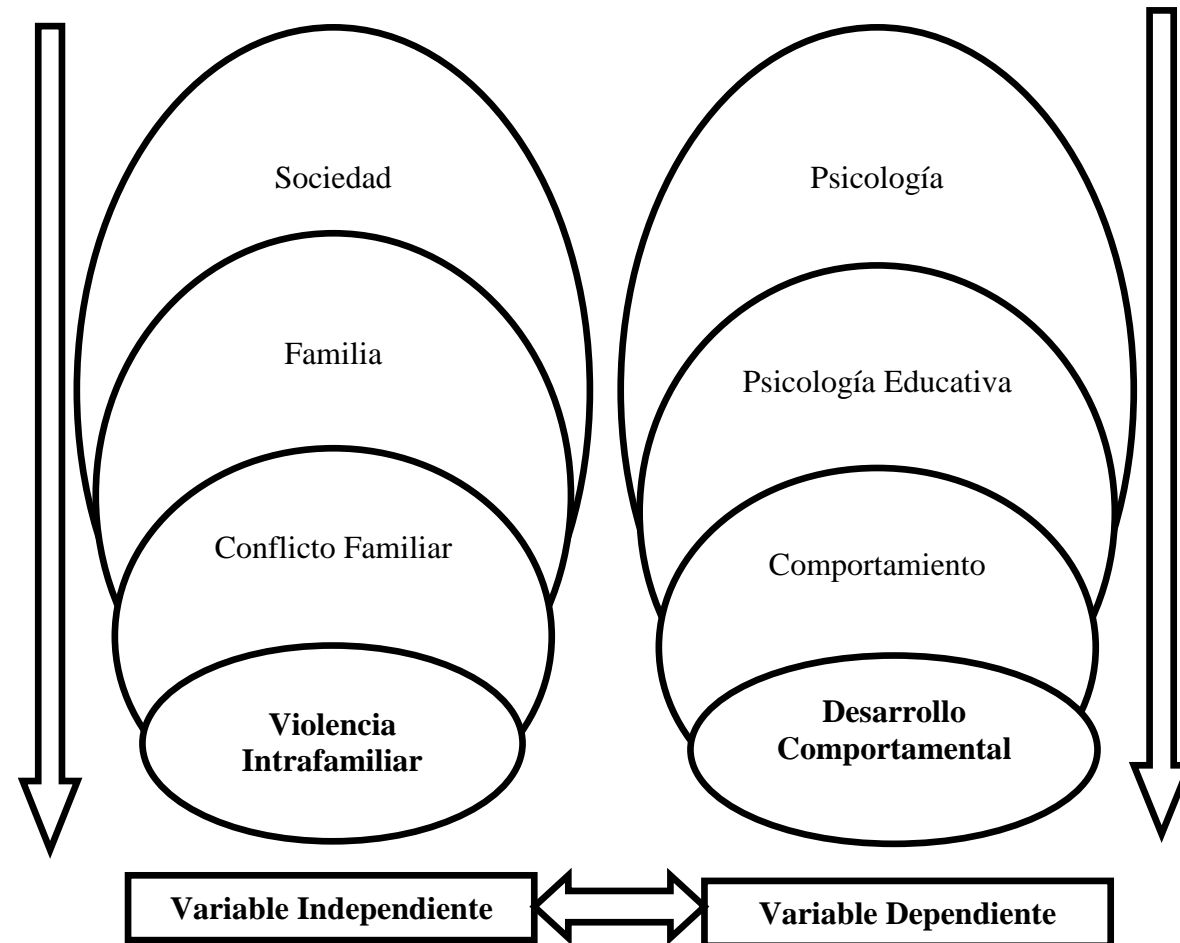 Sociedad
Familia
Conflicto Familiar
Violencia
Intrafamiliar
Variable Independiente
Psicología
Psicología Educativa
Comportamiento
Desarrollo
Comportamental
Variable Dependiente